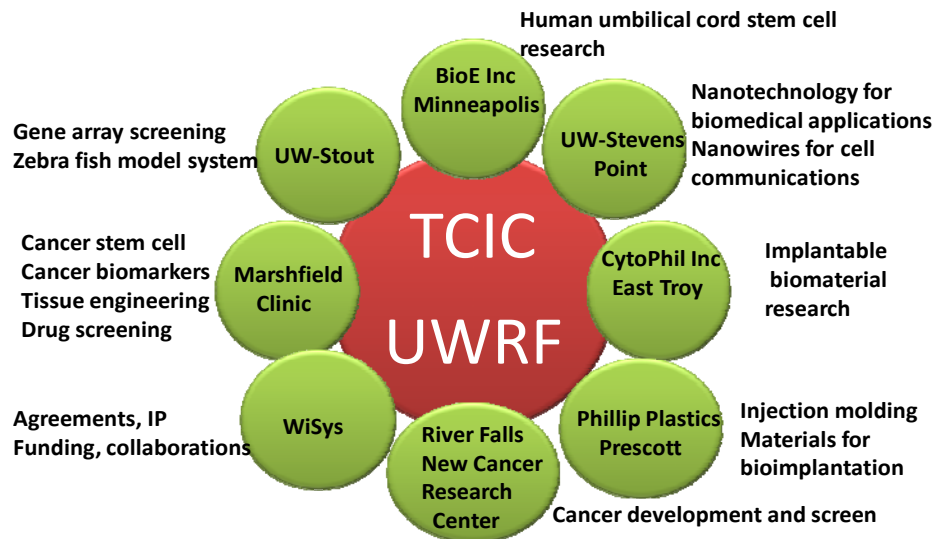 Human umbilical cord stem cell
research
BioE Inc
Minneapolis
Nanotechnology for
biomedical applications
Nanowires for cell
communications
UW-Stevens
Point
Gene array screening
Zebra fish model system
UW-Stout
TCIC
UWRF
Cancer stem cell
Cancer biomarkers
Tissue engineering
Drug screening
Marshfield
Clinic
CytoPhil Inc
East Troy
Implantable
biomaterial
research
Agreements, IP
Funding, collaborations
WiSys
River Falls
New Cancer
Research
Center
Phillip Plastics
Prescott
Injection molding
Materials for
bioimplantation
Cancer development and screen